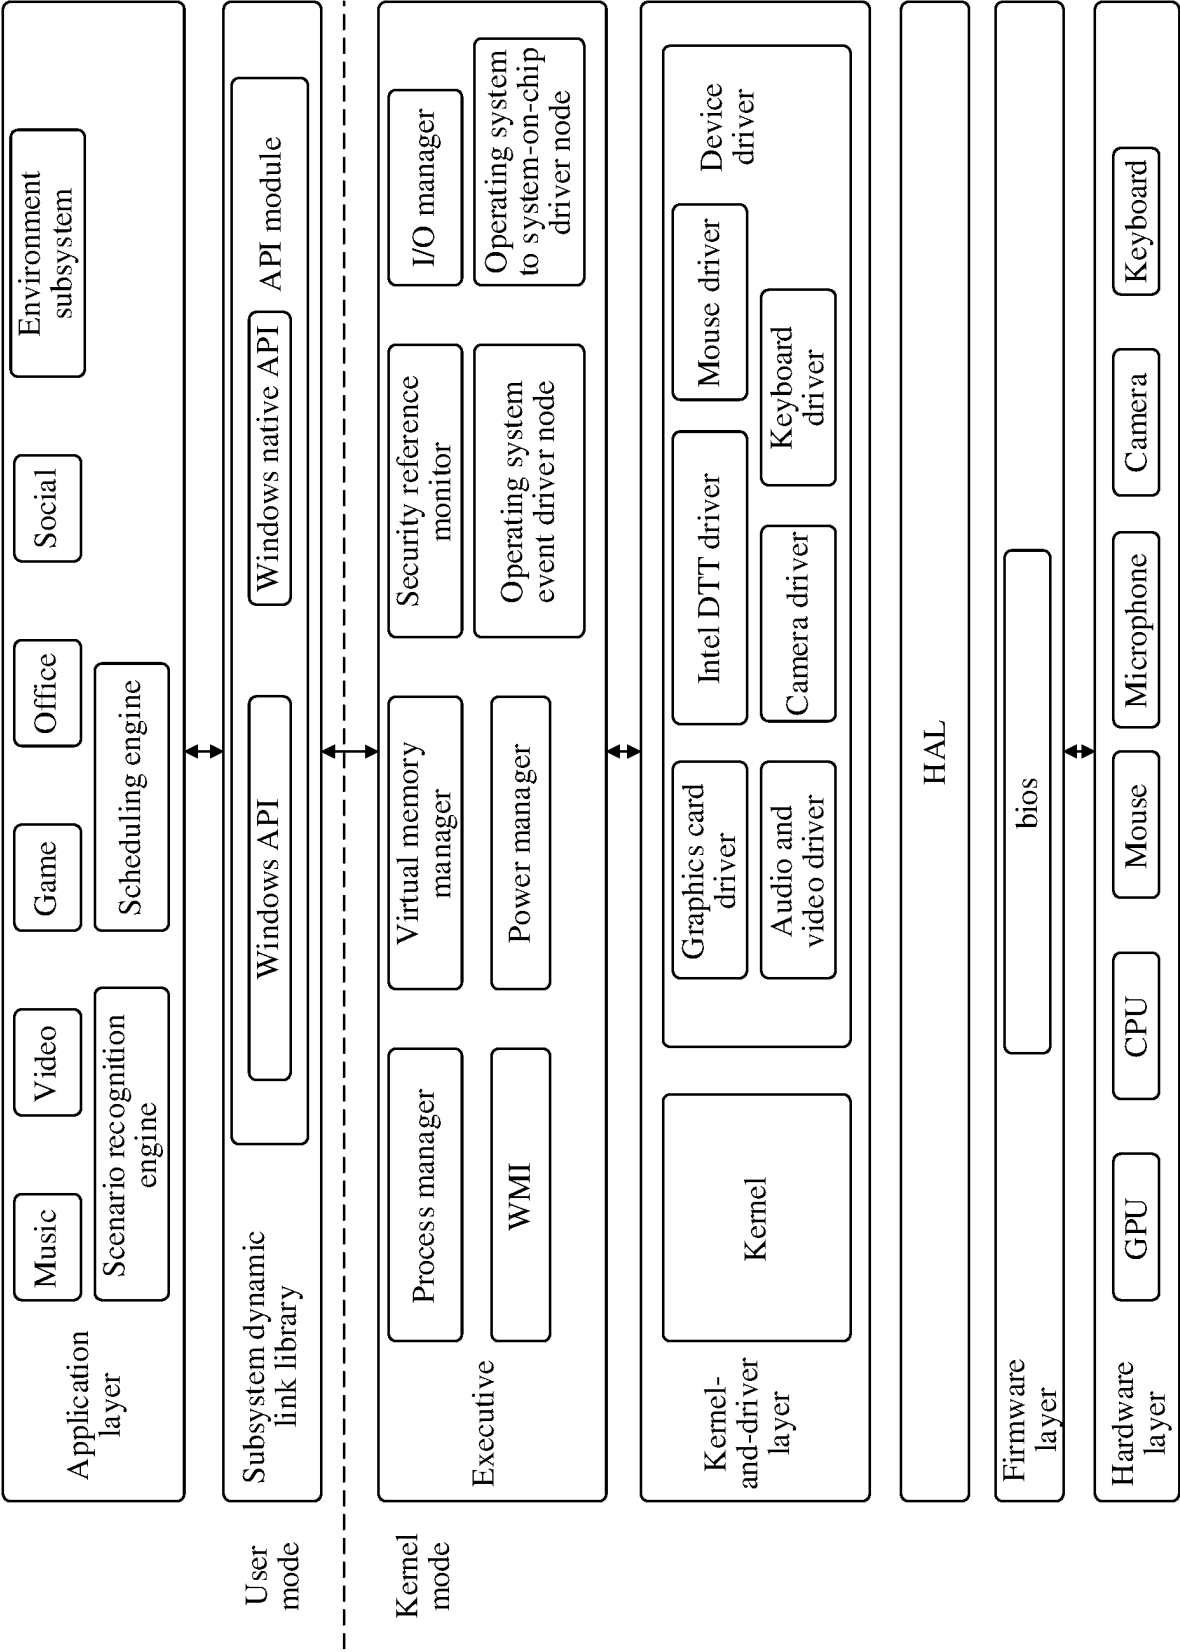 Application
layer
Music
Video
Game
Office
Social
Environment
subsystem
Scenario recognition
engine
Scheduling engine
User
mode
Subsystem dynamic
link library
Windows API
Windows native API
API module
Kernel
mode
Executive
Process manager
Virtual memory
manager
Security reference
monitor
I/O manager
WMI
Power manager
Operating system
event driver node
Operating system
to system-on-chip
driver node
Kernel-
and-driver
layer
Kernel
Graphics card
driver
Intel DTT driver
Mouse driver
Device
driver
Audio and
video driver
Camera driver
Keyboard
driver
HAL
Firmware
layer
bios
Hardware
layer
GPU
CPU
Mouse
Microphone
Camera
Keyboard